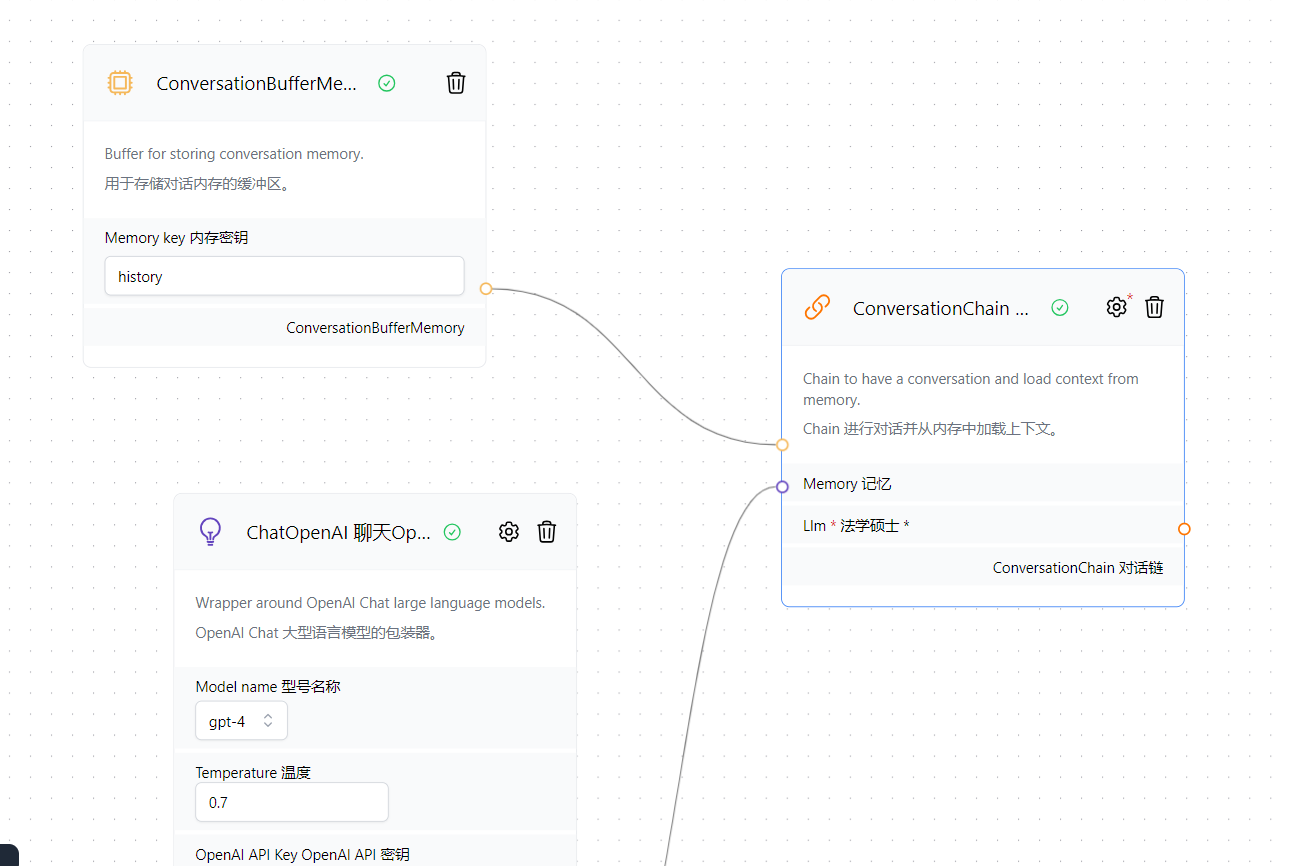 ConversationBufferMe...
Buffer for storing conversation memory.
用于存储对话内存的缓冲区。
Memory key 内存密钥
history
ConversationBufferMemory
ConversationChain ...
Chain to have a conversation and load context from
memory.
Chain 进行对话并从内存中加载上下文。
Memory 记忆
Llm * 法学硕士 *
ConversationChain 对话链
ChatOpenAI 聊天Op...
Wrapper around OpenAI Chat large language models.
OpenAI Chat 大型语言模型的包装器。
Model name 型号名称
gpt-4
Temperature 温度
0.7
OpenAI API Key OpenAI API 密钥